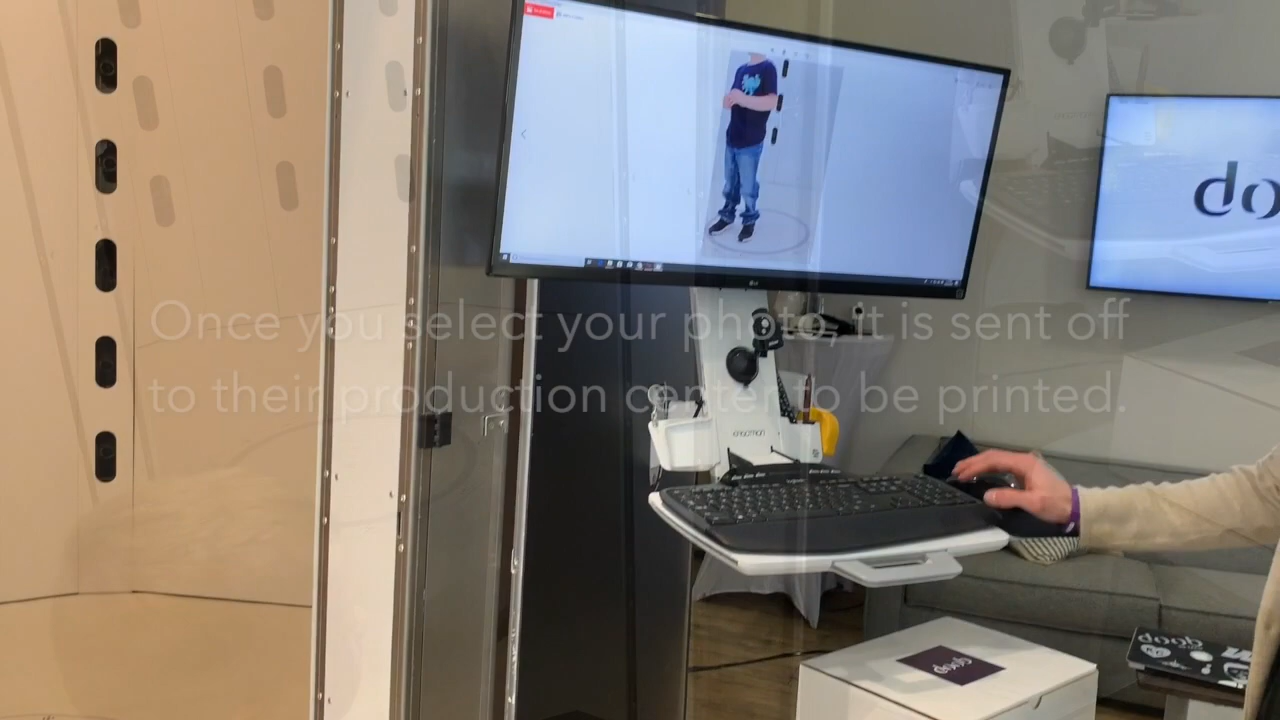 do
Once you select your photo, it is sent off
to their production center to be printed.
LG
ERGOTRON
doob
doob